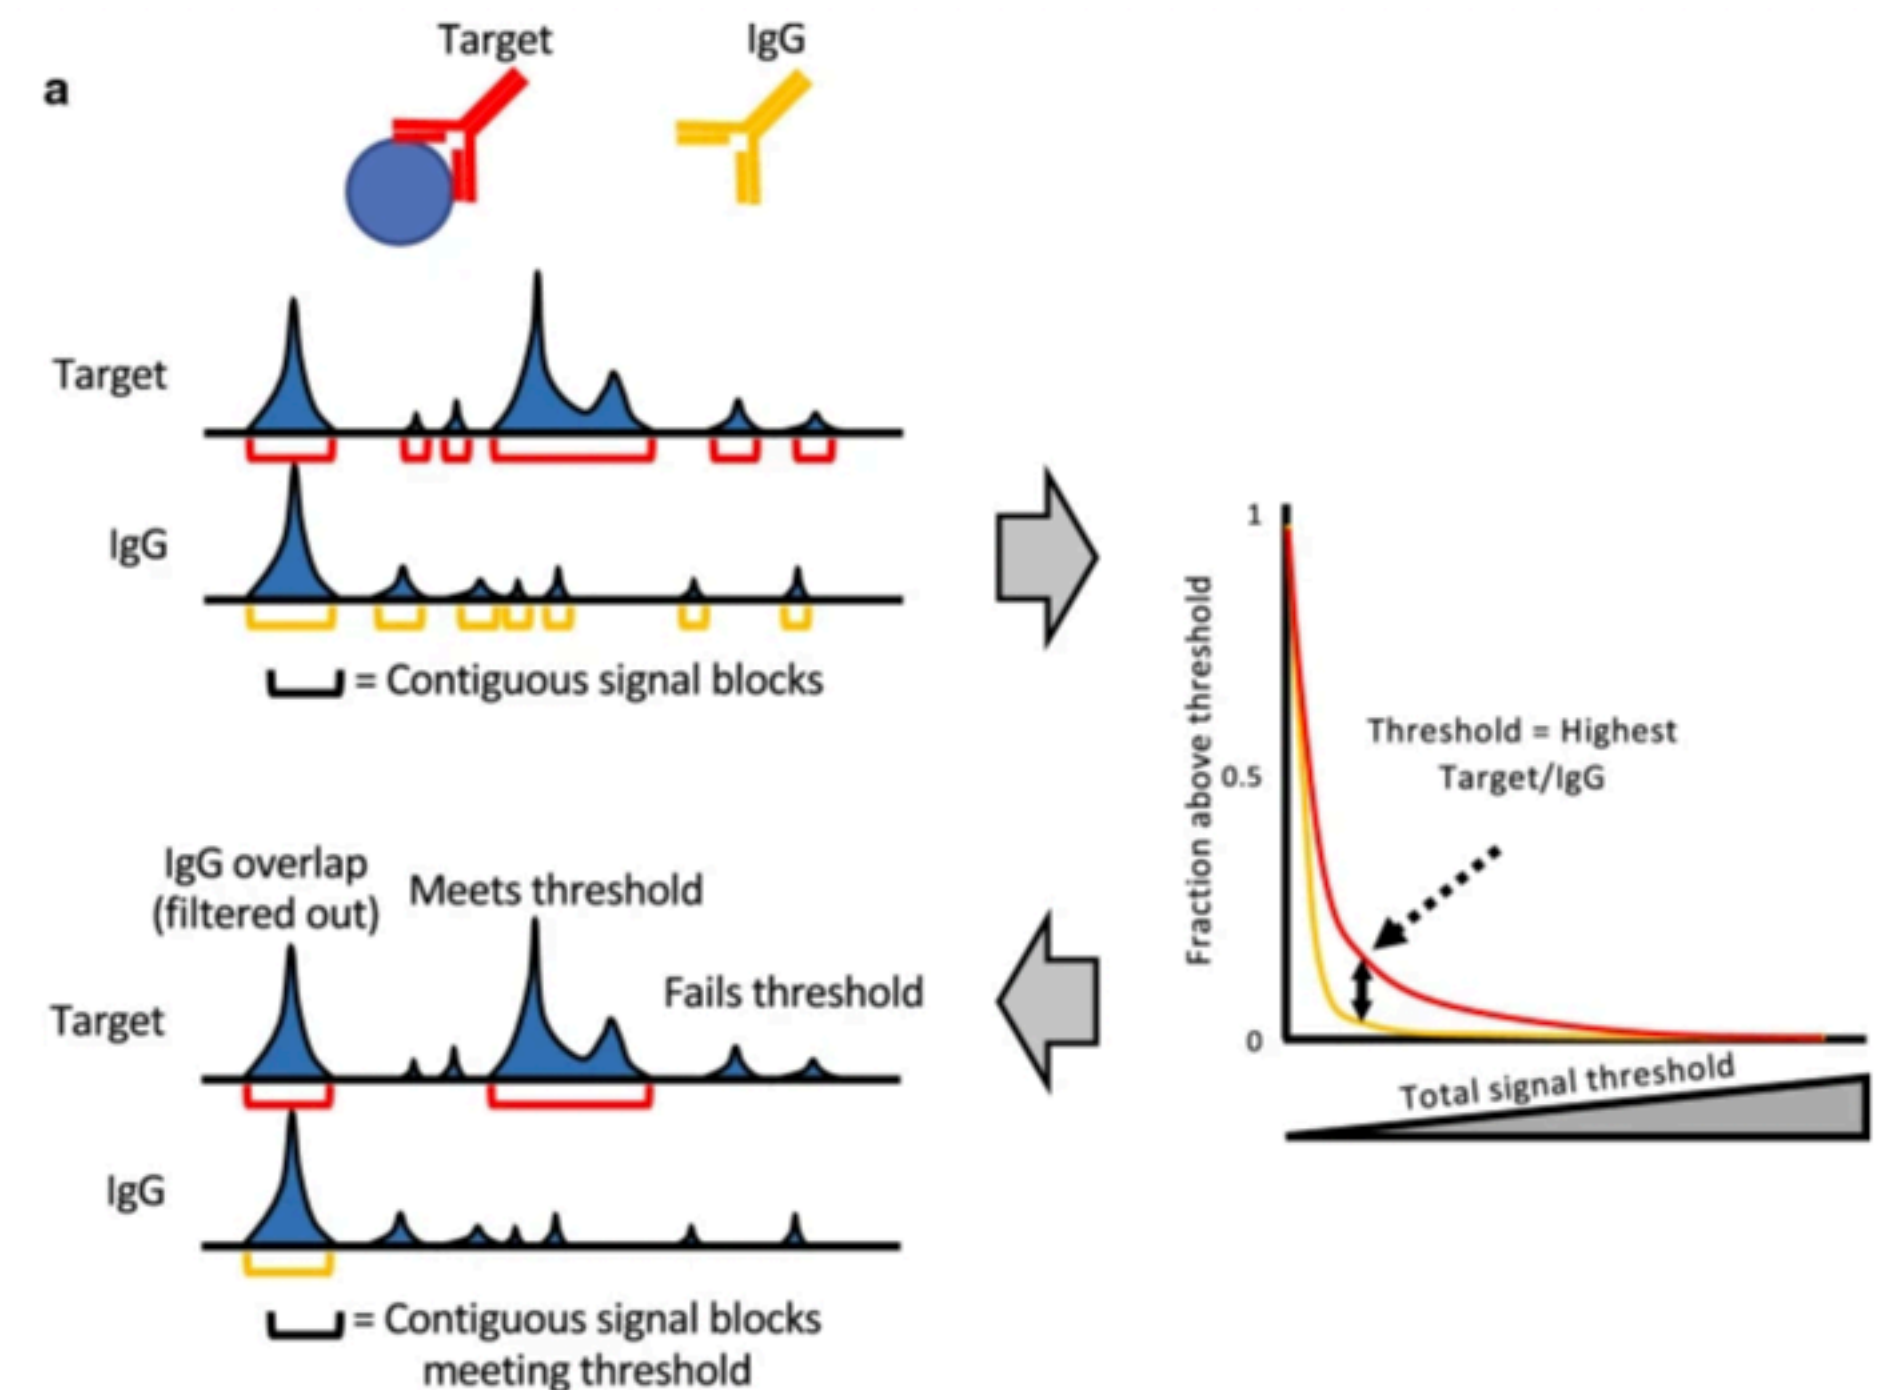 a
Target
IgG
Target
IgG
= Contiguous signal blocks
1
0.5
0
Fraction above threshold
Threshold = Highest
Target/IgG
Total signal threshold
IgG overlap
(filtered out)
Meets threshold
Fails threshold
Target
IgG
= Contiguous signal blocks
meeting threshold